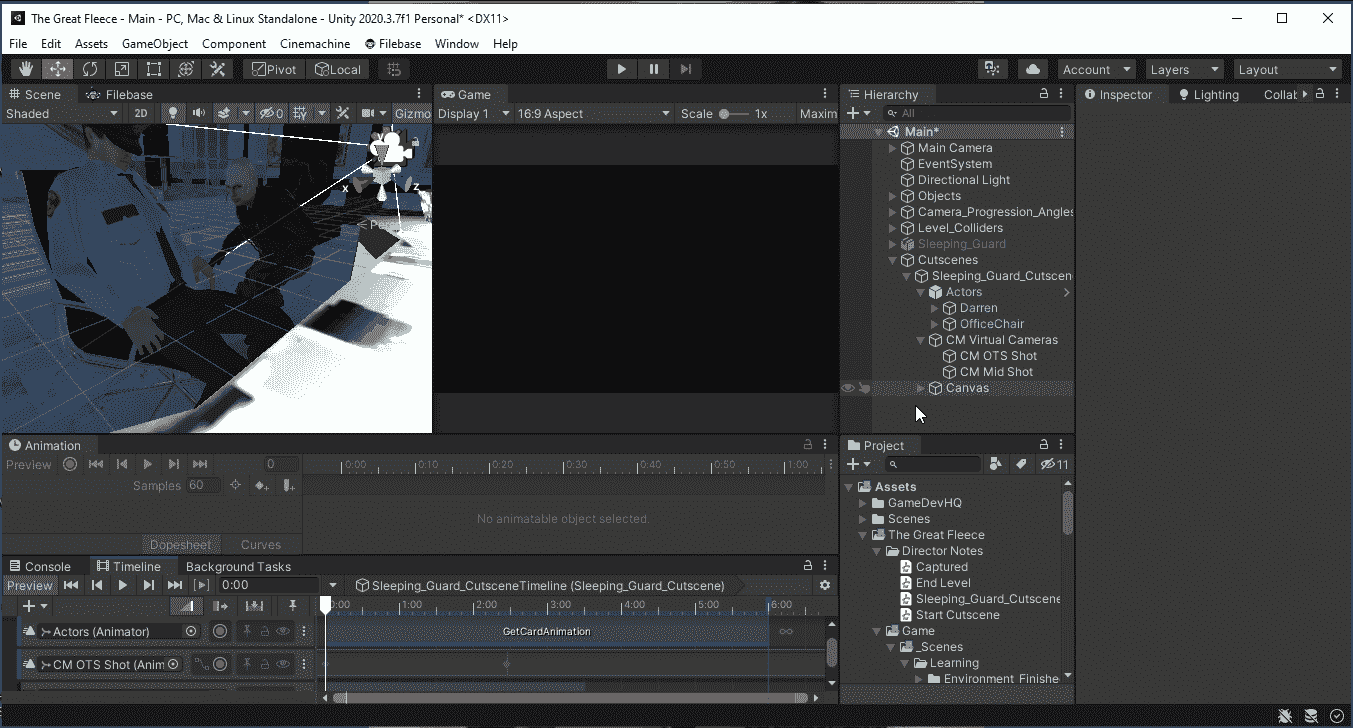 The Great Fleece - Main - PC, Mac & Linux Standalone - Unity 2020.3.7f1 Personal* <DX11>
File Edit Assets GameObject Component Cinemachine Filebase Window Help
Pivot Local Account Layers Layout
Scene Filebase
Shaded 2D 0 Gizmo
y x z
< Pers
Game
Display 1 16:9 Aspect Scale 1x Maxim
Hierarchy
All
Main*
Main Camera
EventSystem
Directional Light
Objects
Camera_Progression_Angles
Level_Colliders
Sleeping_Guard
Cutscenes
Sleeping_Guard_Cutscen
Actors
Darren
OfficeChair
CM Virtual Cameras
CM OTS Shot
CM Mid Shot
Canvas
Inspector Lighting Collab
Animation
Preview 0 0:00 0:10 0:20 0:30 0:40 0:50 1:00
Samples 60
No animatable object selected.
Dopesheet Curves
Project
11
Assets
GameDevHQ
Scenes
The Great Fleece
Director Notes
Captured
End Level
Sleeping_Guard_Cutscene
Start Cutscene
Game
_Scenes
Learning
Environment_Finishe
Console Timeline Background Tasks
Preview 0:00 Sleeping_Guard_CutsceneTimeline (Sleeping_Guard_Cutscene)
0:00 1:00 2:00 3:00 4:00 5:00 6:00
Actors (Animator) GetCardAnimation
CM OTS Shot (Anim